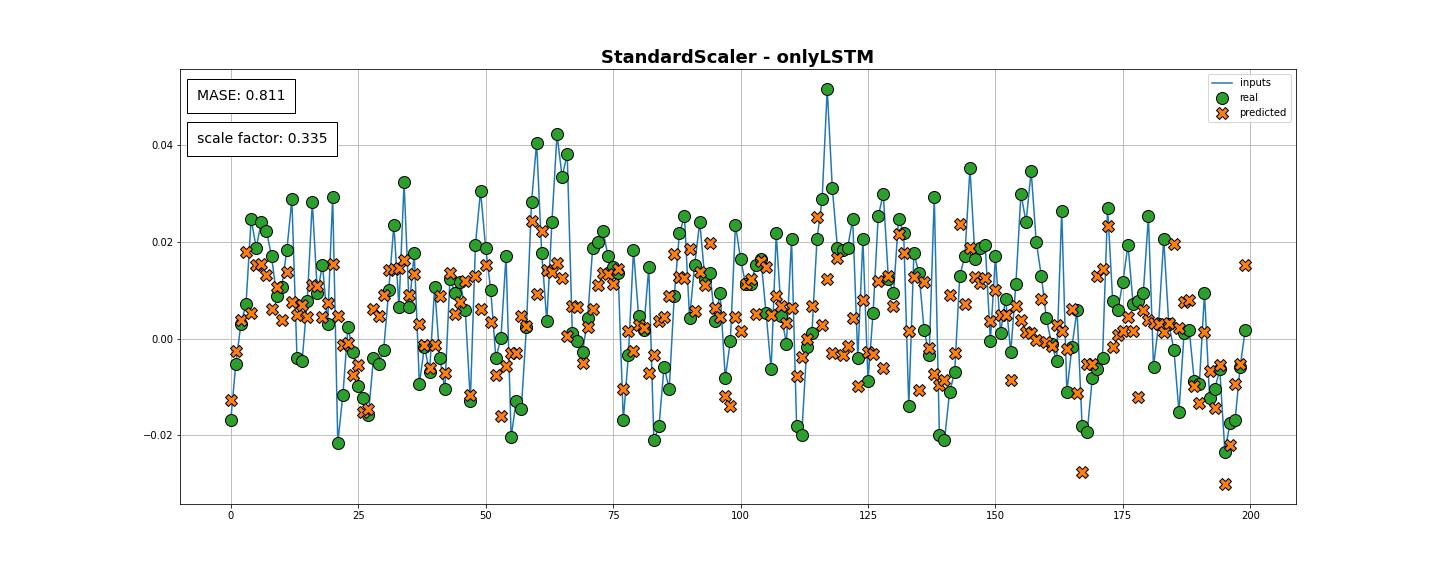 StandardScaler - onlyLSTM
MASE: 0.811
scale factor: 0.335
inputs
real
predicted
0.04
0.02
0.00
−0.02
0 25 50 75 100 125 150 175 200